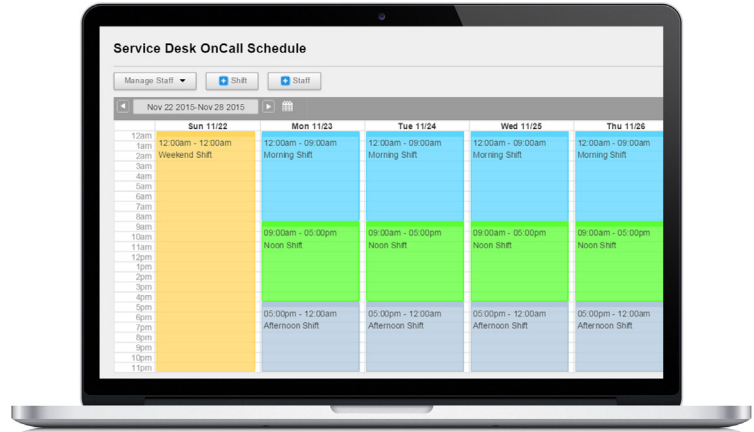 Service Desk OnCall Schedule
Manage Staff Shift Staff
Nov 22 2015-Nov 28 2015
Sun 11/22 Mon 11/23 Tue 11/24 Wed 11/25 Thu 11/26
12am
1am 12:00am - 12:00am 12:00am - 09:00am 12:00am - 09:00am 12:00am - 09:00am 12:00am - 09:00am
2am Weekend Shift Morning Shift Morning Shift Morning Shift Morning Shift
3am
4am
5am
6am
7am
8am
9am
10am 09:00am - 05:00pm 09:00am - 05:00pm 09:00am - 05:00pm 09:00am - 05:00pm
11am Noon Shift Noon Shift Noon Shift Noon Shift
12pm
1pm
2pm
3pm
4pm
5pm
6pm 05:00pm - 12:00am 05:00pm - 12:00am 05:00pm - 12:00am 05:00pm - 12:00am
7pm Afternoon Shift Afternoon Shift Afternoon Shift Afternoon Shift
8pm
9pm
10pm
11pm